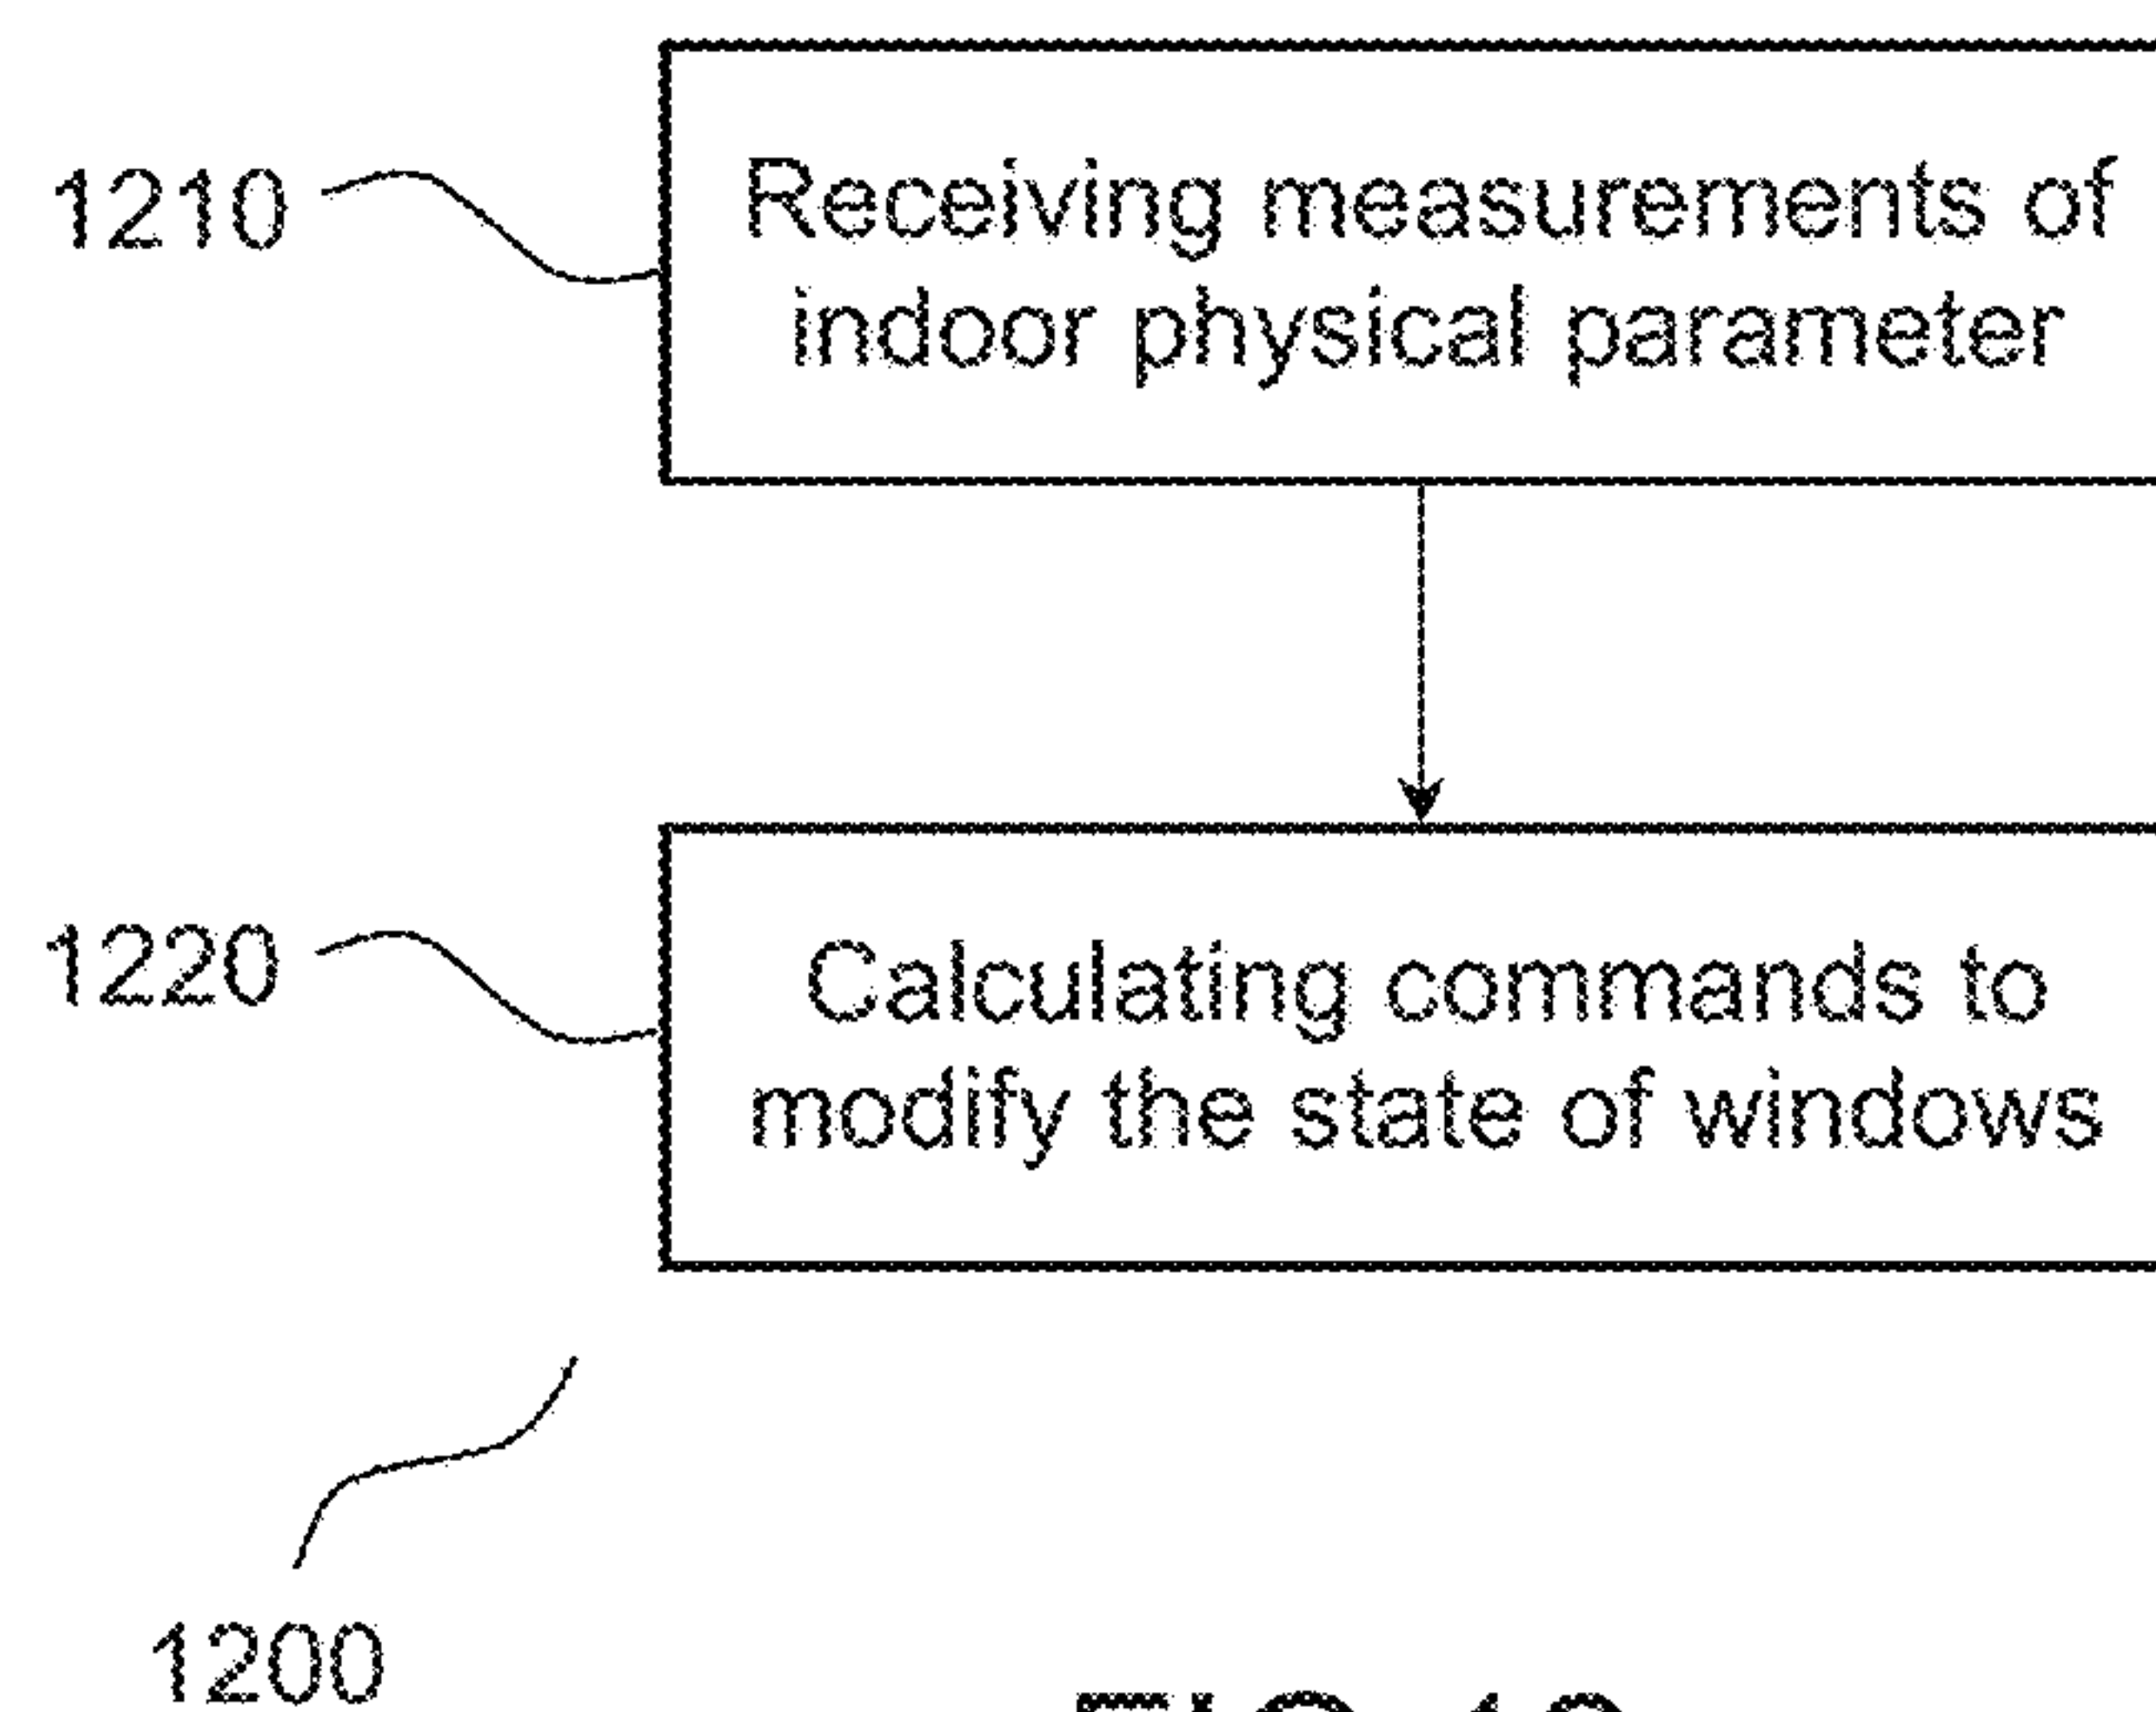 1210
Receiving measurements of
indoor physical parameter
1220
Calculating commands to
modify the state of windows
1200